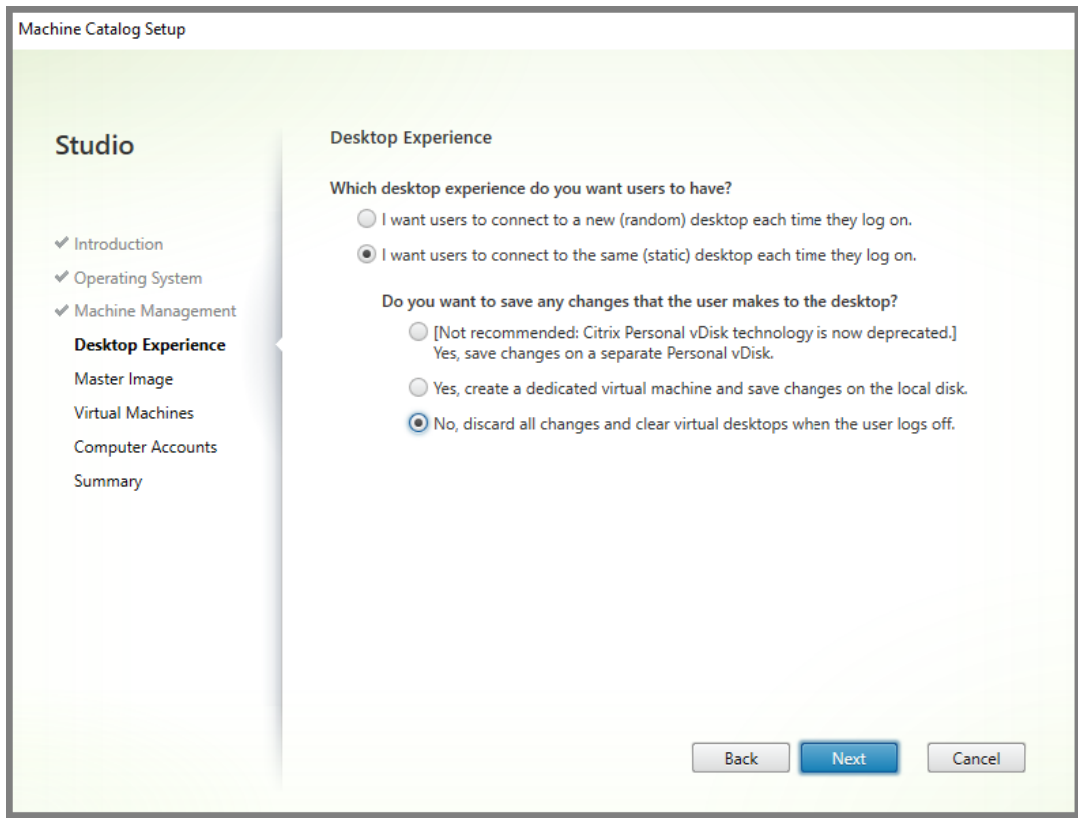 Machine Catalog Setup
Studio
Introduction
Operating System
Machine Management
Desktop Experience
Master Image
Virtual Machines
Computer Accounts
Summary
Desktop Experience
Which desktop experience do you want users to have?
I want users to connect to a new (random) desktop each time they log on.
I want users to connect to the same (static) desktop each time they log on.
Do you want to save any changes that the user makes to the desktop?
[Not recommended: Citrix Personal vDisk technology is now deprecated.]
Yes, save changes on a separate Personal vDisk.
Yes, create a dedicated virtual machine and save changes on the local disk.
No, discard all changes and clear virtual desktops when the user logs off.
Back
Next
Cancel